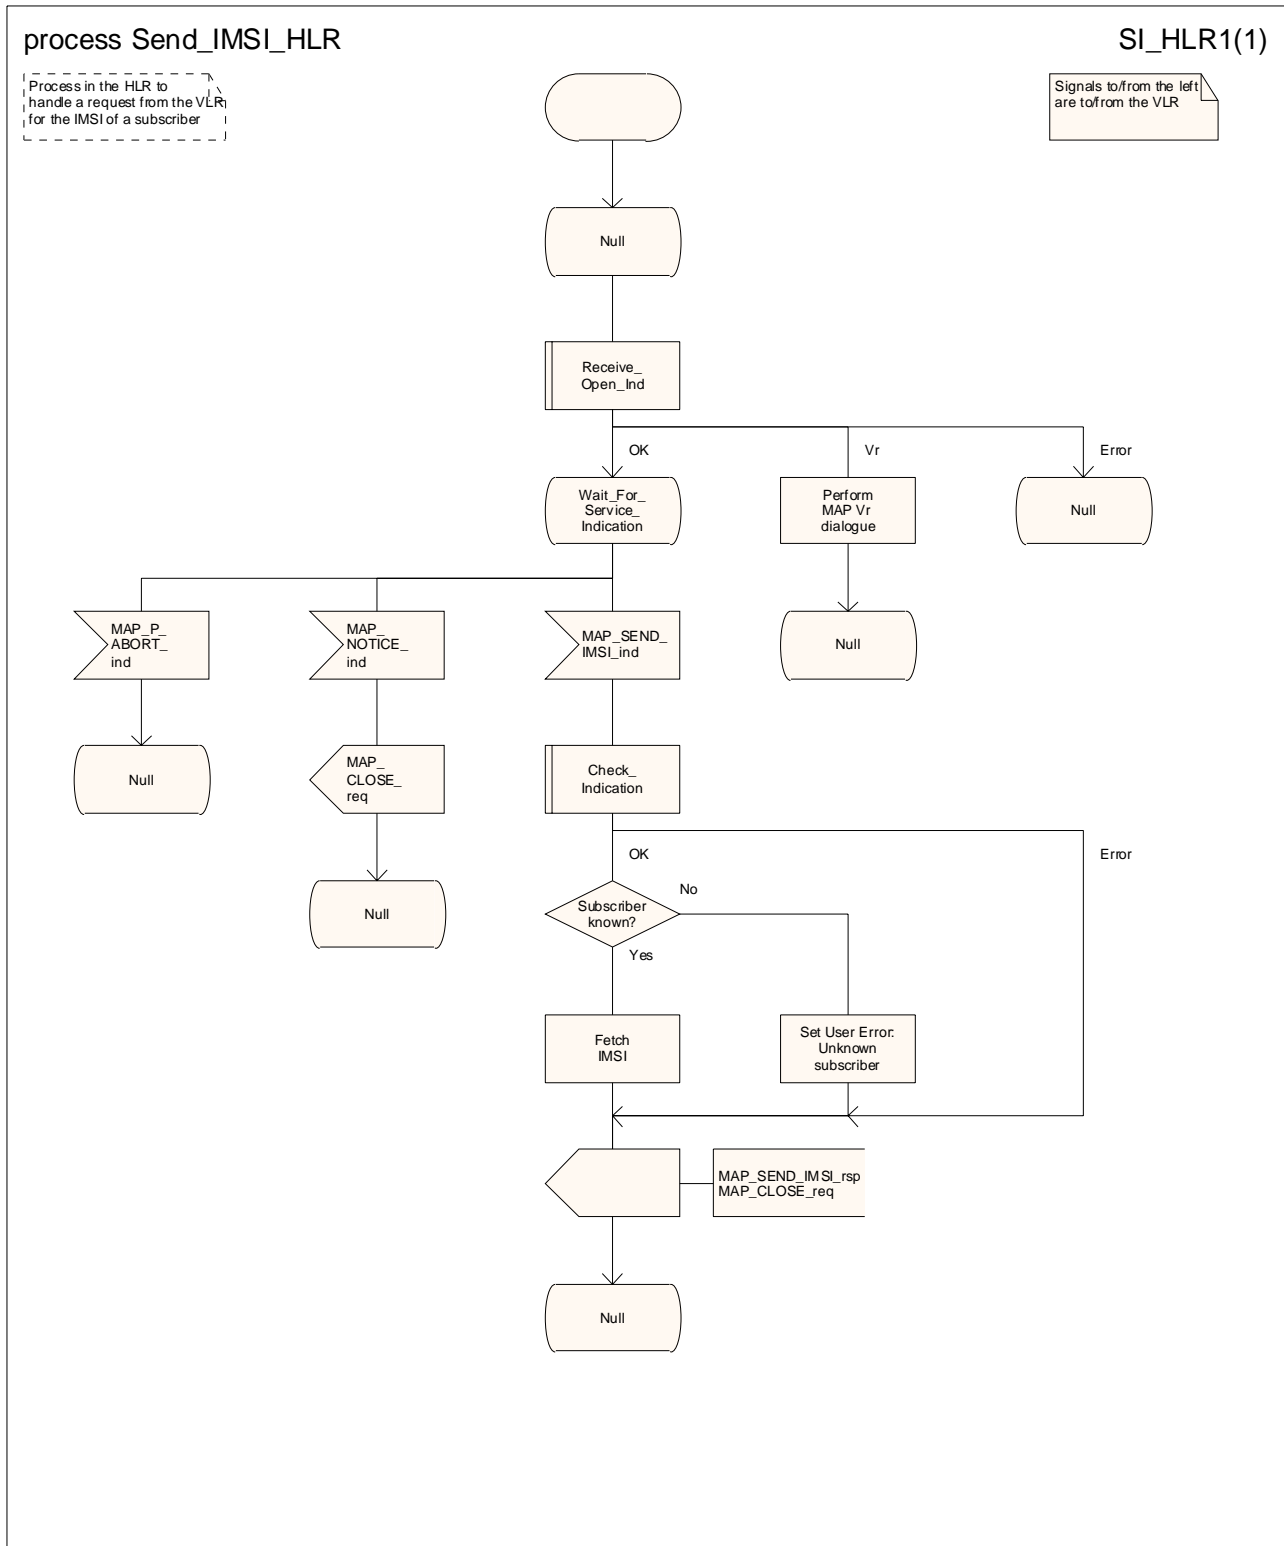 process Send_IMSI_HLR
SI_HLR1(1)
Process in the HLR to
handle a request from the VLR
for the IMSI of a subscriber
Signals to/from the left
are to/from the VLR
Null
Receive_
Open_Ind
OK
Vr
Error
Wait_For_
Service_
Indication
Perform
MAP Vr
dialogue
Null
MAP_P_
ABORT_
ind
MAP_
NOTICE_
ind
MAP_SEND_
IMSI_ind
Null
Null
MAP_
CLOSE_
req
Check_
Indication
OK
Error
Null
Subscriber
known?
No
Yes
Fetch
IMSI
Set User Error:
Unknown
subscriber
MAP_SEND_IMSI_rsp
MAP_CLOSE_req
Null